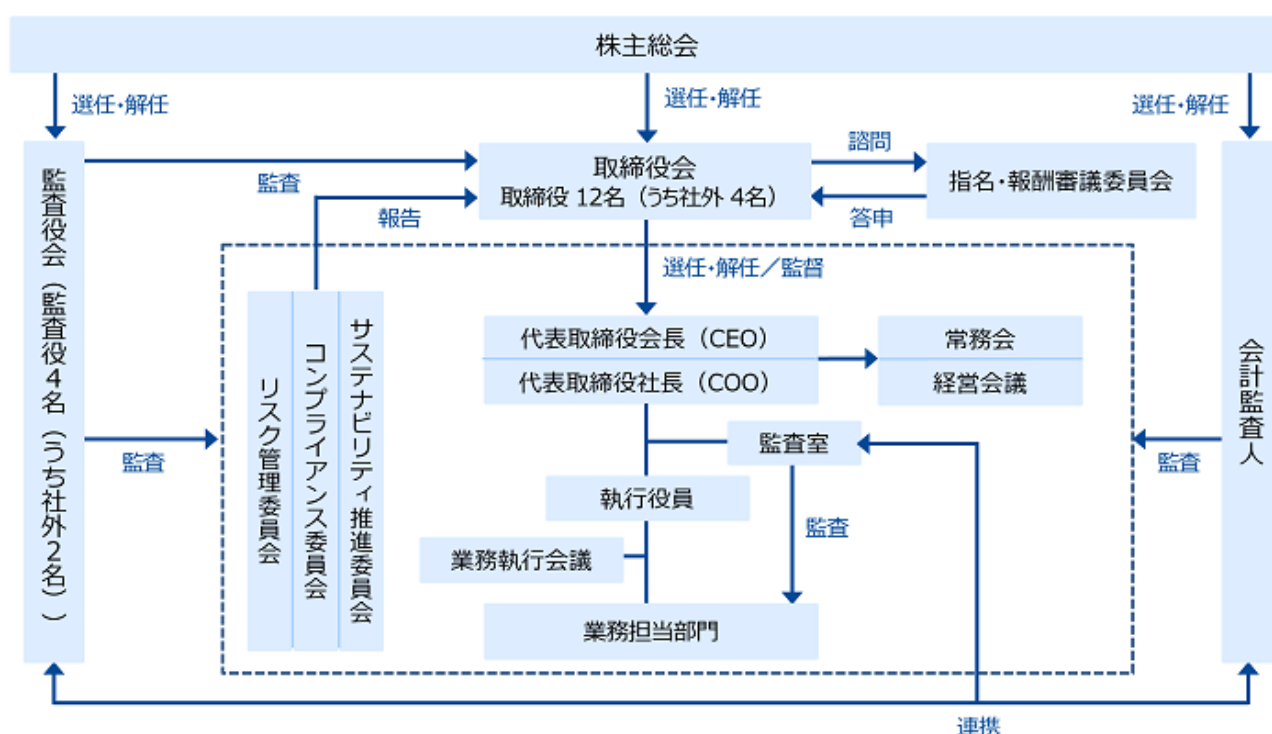 株主総会
選任・解任
選任・解任
選任・解任
監査役会（監査役4名（うち社外2名））
監査
取締役会
取締役 12名（うち社外 4名）
諮問
答申
指名・報酬審議委員会
報告
選任・解任／監督
リスク管理委員会
コンプライアンス委員会
サステナビリティ推進委員会
代表取締役会長（CEO）
代表取締役社長（COO）
常務会
経営会議
会計監査人
監査
監査
監査室
執行役員
監査
業務執行会議
業務担当部門
連携